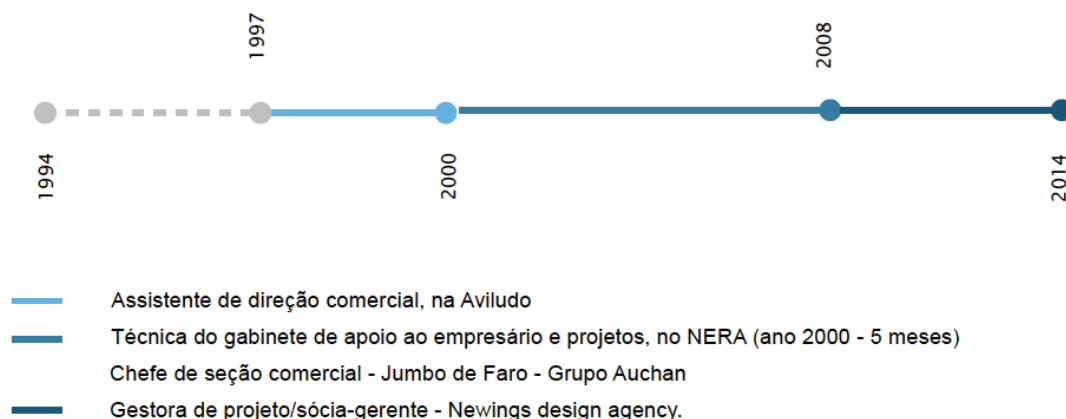 1997
2008
1994
2000
2014
Assistente de direção comercial, na Aviludo
Técnica do gabinete de apoio ao empresário e projetos, no NERA (ano 2000 - 5 meses)
Chefe de seção comercial - Jumbo de Faro - Grupo Auchan
Gestora de projeto/sócia-gerente - Newings design agency.